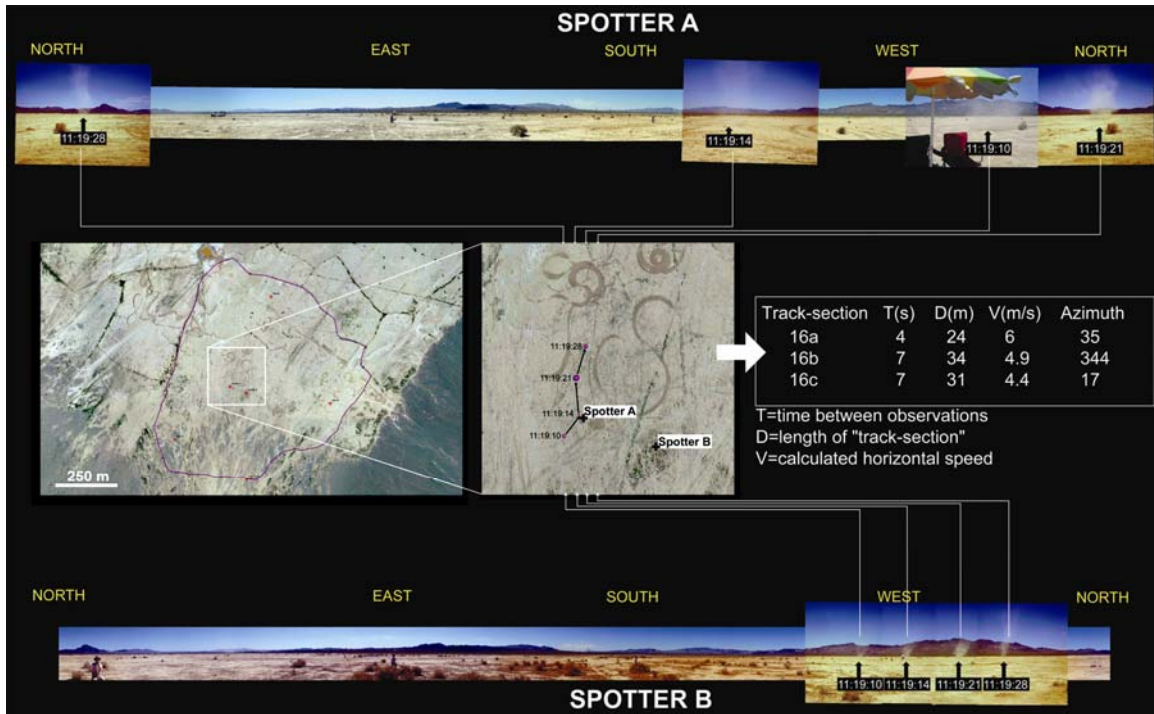 SPOTTER A
NORTH EAST SOUTH WEST NORTH
11:19:28 11:19:14 11:19:10 11:19:21
250 m
11:19:28
11:19:21
11:19:14
Spotter A
11:19:10
Spotter B
Track-section T(s) D(m) V(m/s) Azimuth
16a 4 24 6 35
16b 7 34 4.9 344
16c 7 31 4.4 17
T=time between observations
D=length of "track-section"
V=calculated horizontal speed
NORTH EAST SOUTH WEST NORTH
11:19:10 11:19:14 11:19:21 11:19:28
SPOTTER B